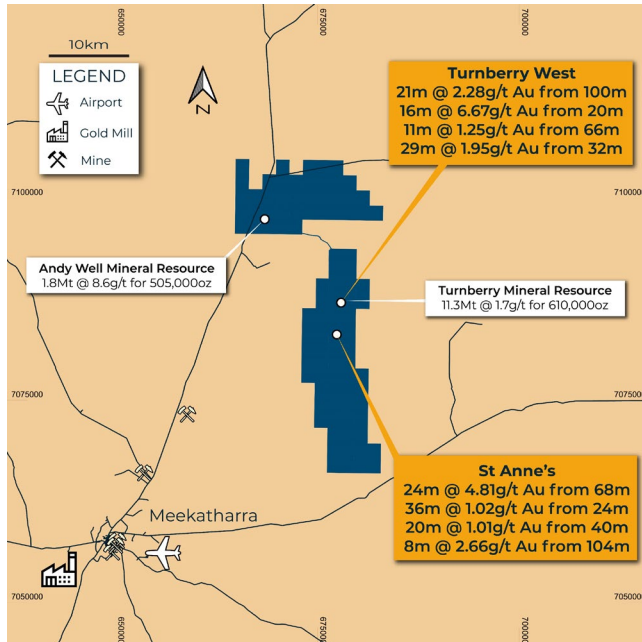 650000
675000
700000
10km
LEGEND
Airport
Gold Mill
Mine
N
Turnberry West
21m @ 2.28g/t Au from 100m
16m @ 6.67g/t Au from 20m
11m @ 1.25g/t Au from 66m
29m @ 1.95g/t Au from 32m
7100000
7100000
Andy Well Mineral Resource
1.8Mt @ 8.6g/t for 505,000oz
Turnberry Mineral Resource
11.3Mt @ 1.7g/t for 610,000oz
7075000
7075000
St Anne's
24m @ 4.81g/t Au from 68m
36m @ 1.02g/t Au from 24m
20m @ 1.01g/t Au from 40m
8m @ 2.66g/t Au from 104m
Meekatharra
7050000
7050000
650000
675000
700000